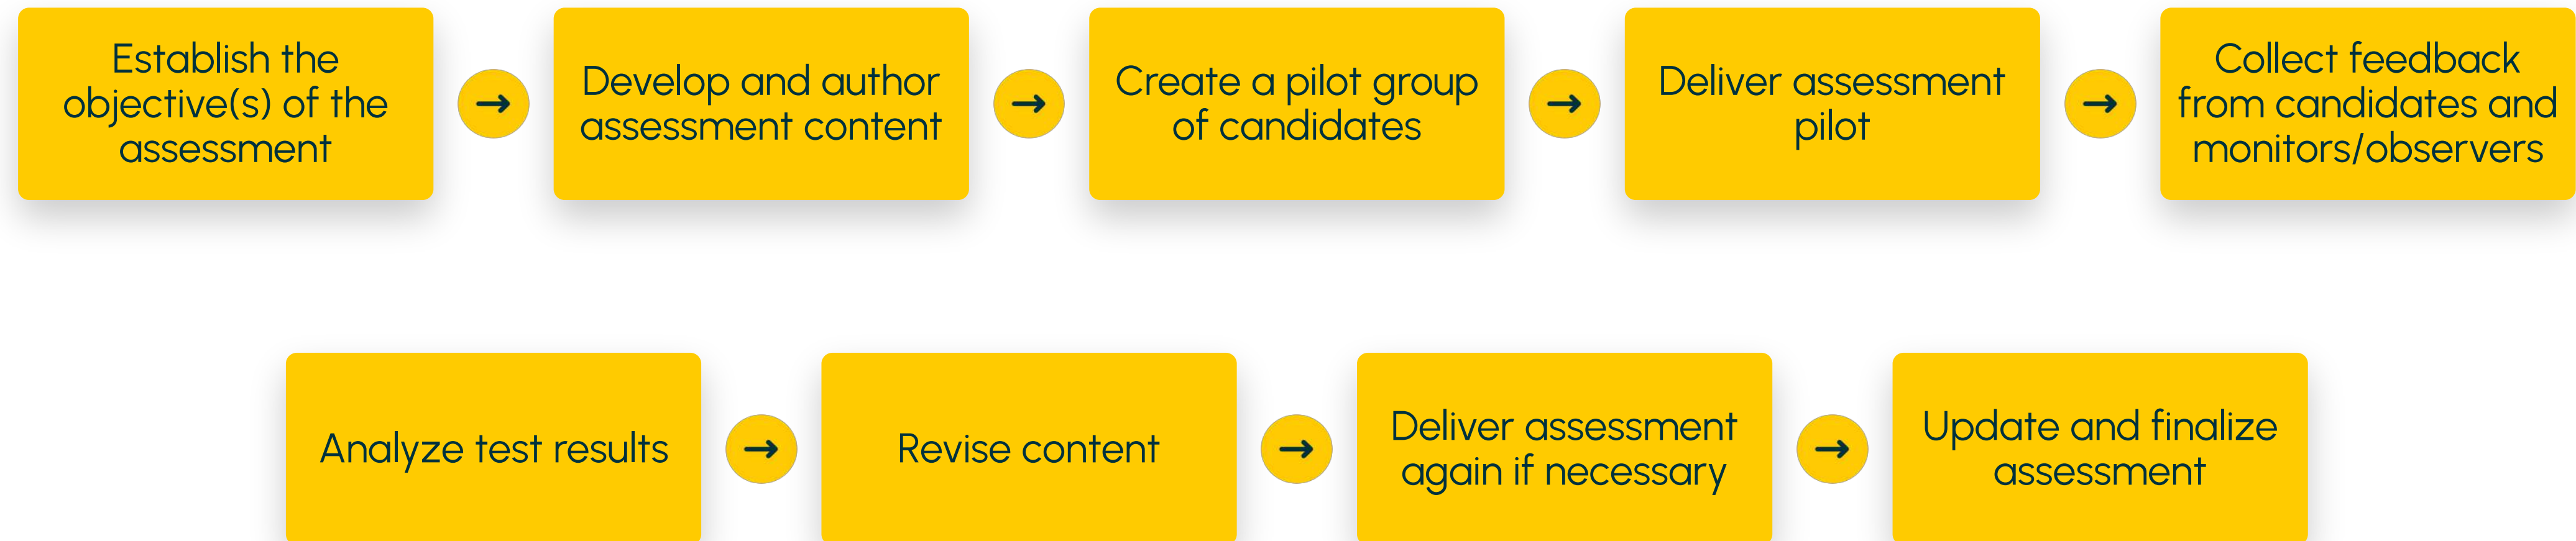 Establish the
objective(s) of the
assessment
Develop and author
assessment content
Create a pilot group
of candidates
Deliver assessment
pilot
Collect feedback
from candidates and
monitors/observers
Analyze test results
Revise content
Deliver assessment
again if necessary
Update and finalize
assessment